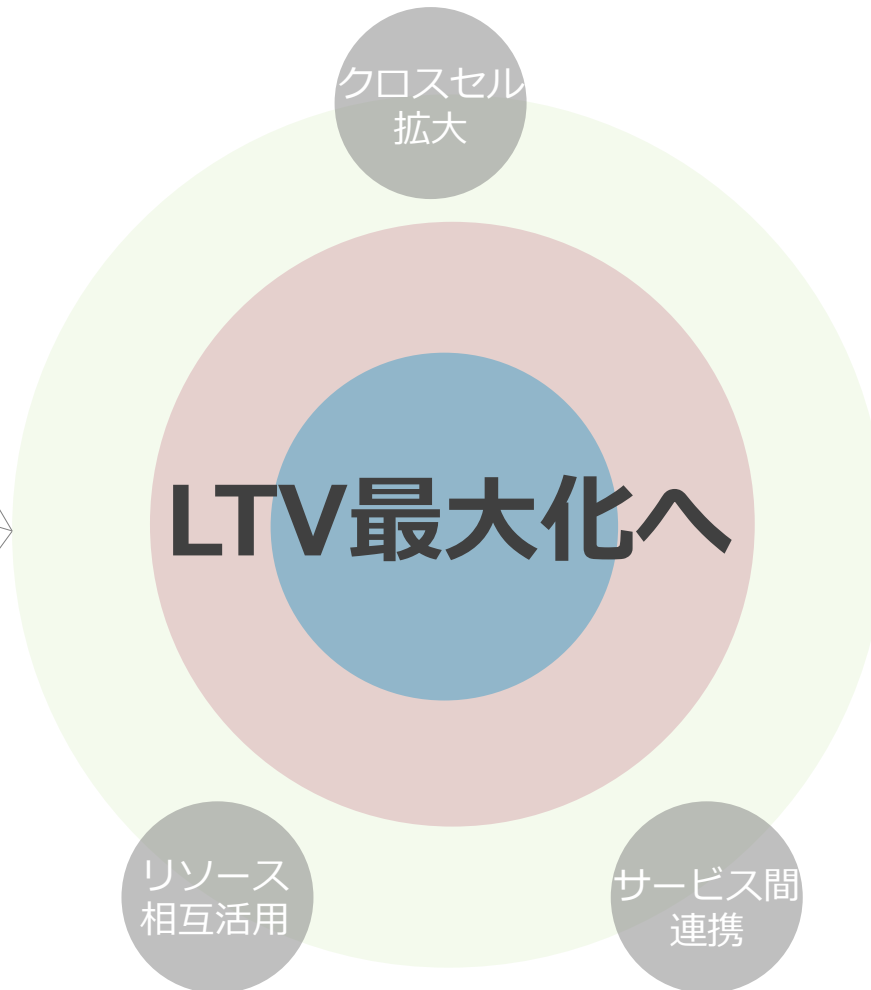 クロスセル
拡大
LTV最大化へ
リソース
相互活用
サービス間
連携